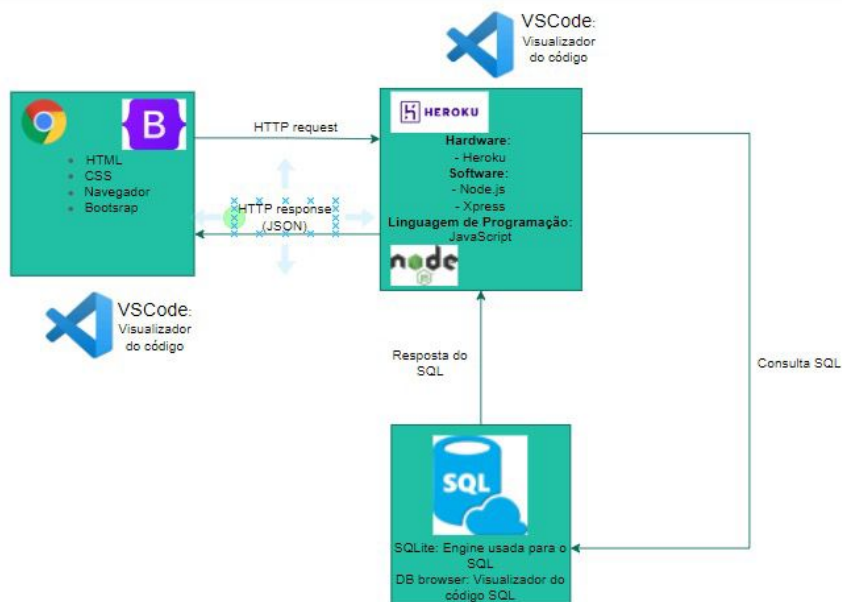 VSCode:
Visualizador
do código
B
HTML
CSS
Navegador
Bootsrap
HTTP request
HTTP response
(JSON)
HEROKU
Hardware:
- Heroku
Software:
- Node.js
- Xpress
Linguagem de Programação:
JavaScript
node
JS
VSCode:
Visualizador
do código
Resposta do
SQL
Consulta SQL
SQL
SQLite: Engine usada para o
SQL
DB browser: Visualizador do
código SQL